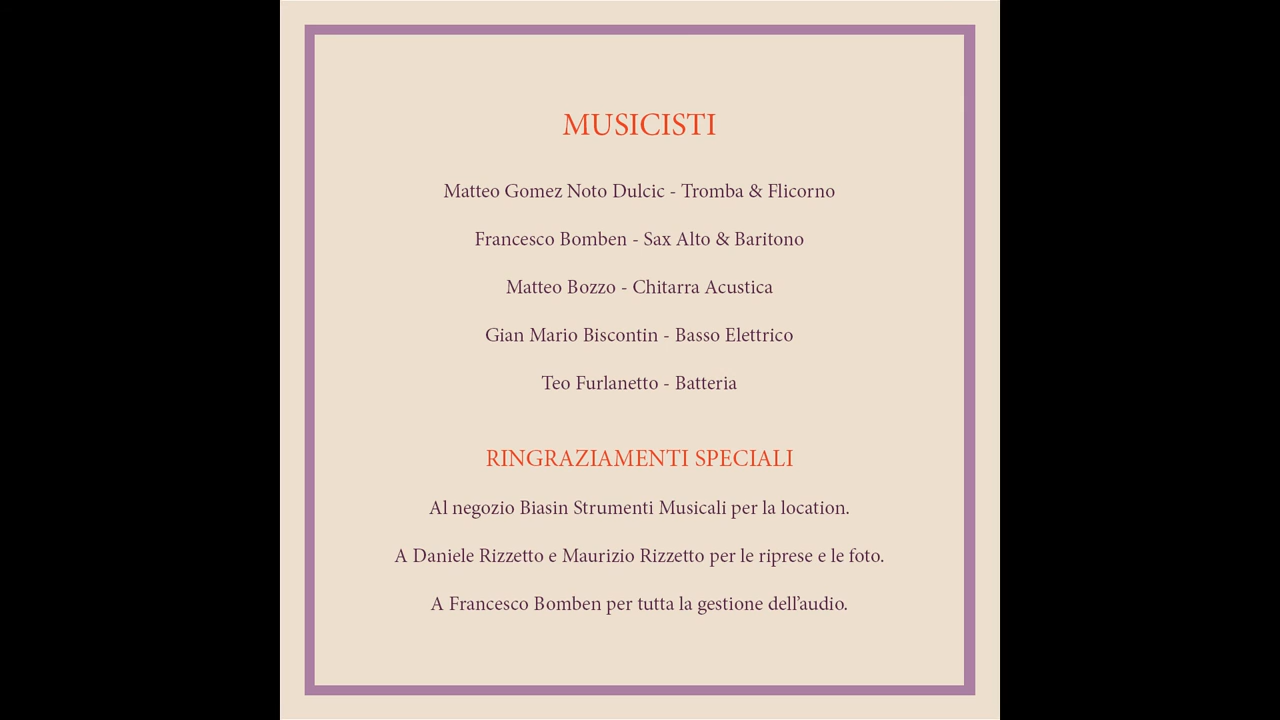 MUSICISTI
Matteo Gomez Noto Dulcic - Tromba & Flicorno
Francesco Bomben - Sax Alto & Baritono
Matteo Bozzo - Chitarra Acustica
Gian Mario Biscontin - Basso Elettrico
Teo Furlanetto - Batteria
RINGRAZIAMENTI SPECIALI
Al negozio Biasin Strumenti Musicali per la location.
A Daniele Rizzetto e Maurizio Rizzetto per le riprese e le foto.
A Francesco Bomben per tutta la gestione dell’audio.